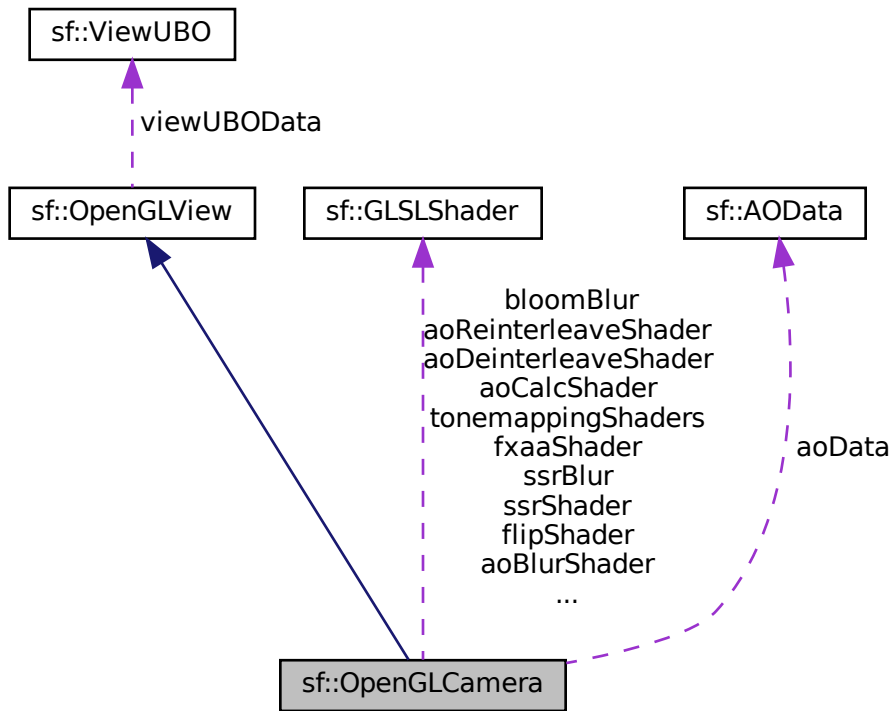 sf::ViewUBO
viewUBOData
sf::OpenGLView
sf::GLSLShader
sf::AOData
bloomBlur
aoReinterleaveShader
aoDeinterleaveShader
aoCalcShader
tonemappingShaders
fxaaShader
ssrBlur
ssrShader
flipShader
aoBlurShader
...
aoData
sf::OpenGLCamera